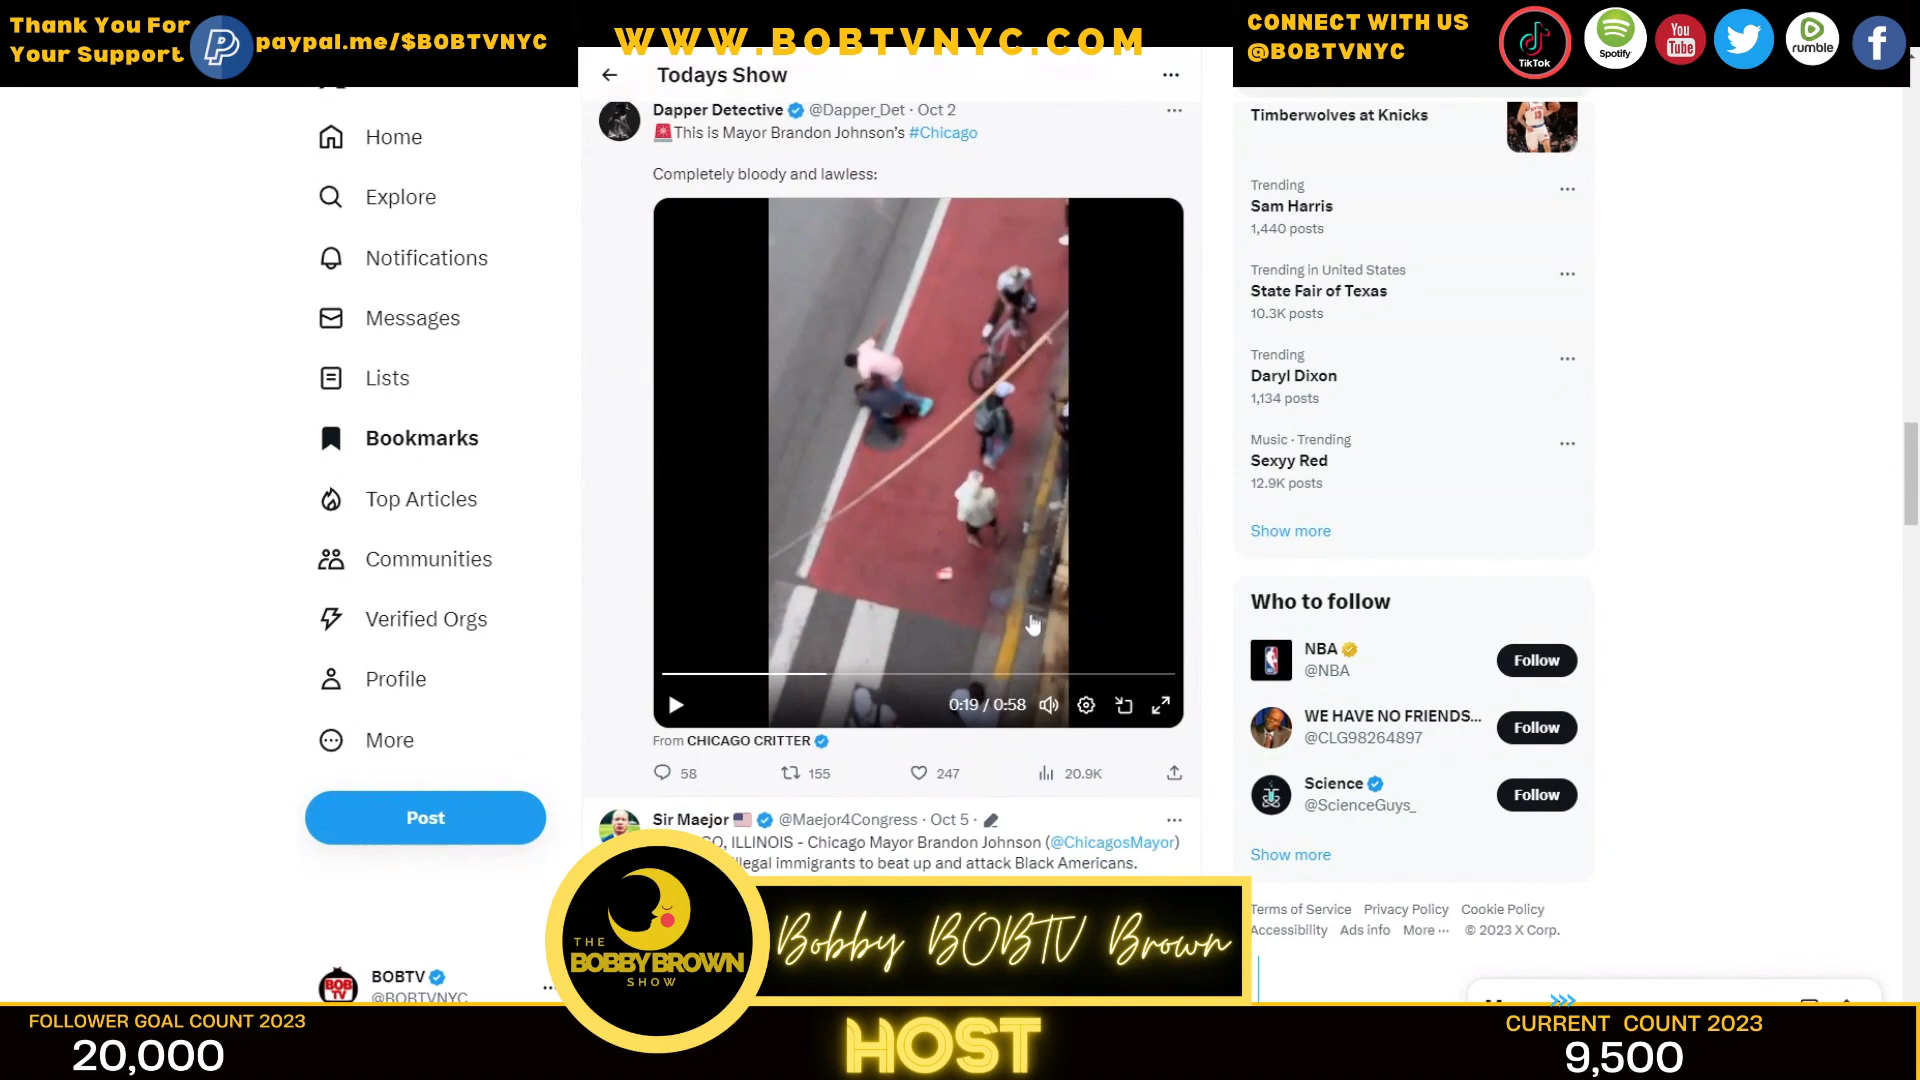 Thank You For
Your Support
paypal.me/$BOBTVNYC
WWW.BOBTVNYC.COM
CONNECT WITH US
@BOBTVNYC
TikTok
Spotify
You
Tube
rumble
Todays Show
Home
Explore
Notifications
Messages
Lists
Bookmarks
Top Articles
Communities
Verified Orgs
Profile
More
Post
BOBTV
@BOBTVNYC
Dapper Detective @Dapper_Det · Oct 2
🚨This is Mayor Brandon Johnson's #Chicago
Completely bloody and lawless:
0:19 / 0:58
From CHICAGO CRITTER
58 155 247 20.9K
Sir Maejor 🇺🇸 @Maejor4Congress · Oct 5 ·
ILLINOIS - Chicago Mayor Brandon Johnson (@ChicagosMayor)
immigrants to beat up and attack Black Americans.
Timberwolves at Knicks
Trending
Sam Harris
1,440 posts
Trending in United States
State Fair of Texas
10.3K posts
Trending
Daryl Dixon
1,134 posts
Music · Trending
Sexyy Red
12.9K posts
Show more
Who to follow
NBA
@NBA
Follow
WE HAVE NO FRIENDS...
@CLG98264897
Follow
Science
@ScienceGuys_
Follow
Show more
Terms of Service Privacy Policy Cookie Policy
Accessibility Ads info More ··· © 2023 X Corp.
THE
BOBBY BROWN
SHOW
Bobby BOBTV Brown
HOST
FOLLOWER GOAL COUNT 2023
20,000
CURRENT COUNT 2023
9,500